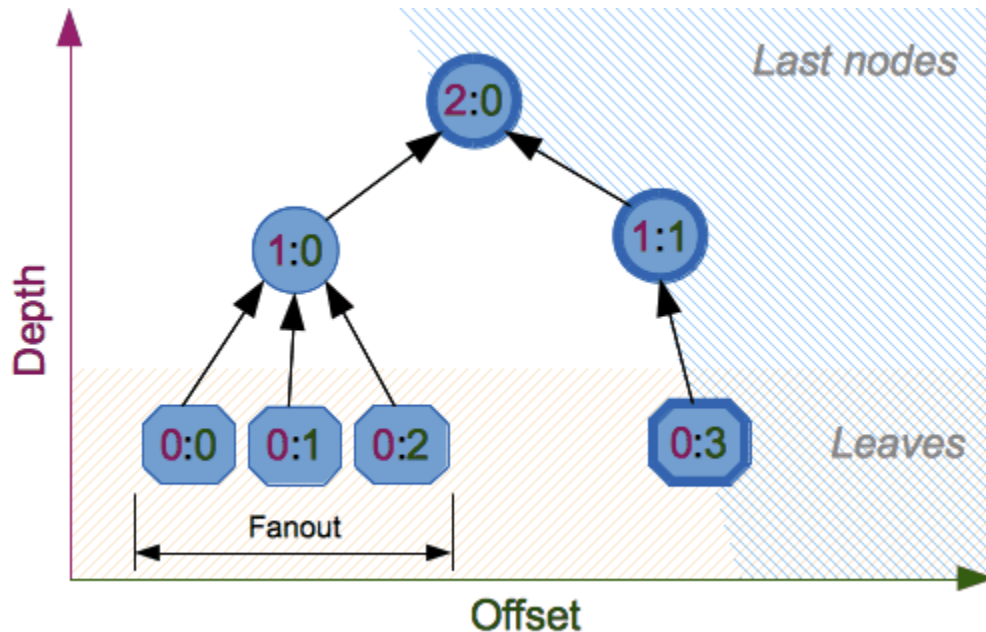 Last nodes
2:0
1:0
1:1
Depth
0:0
0:1
0:2
0:3
Leaves
Fanout
Offset